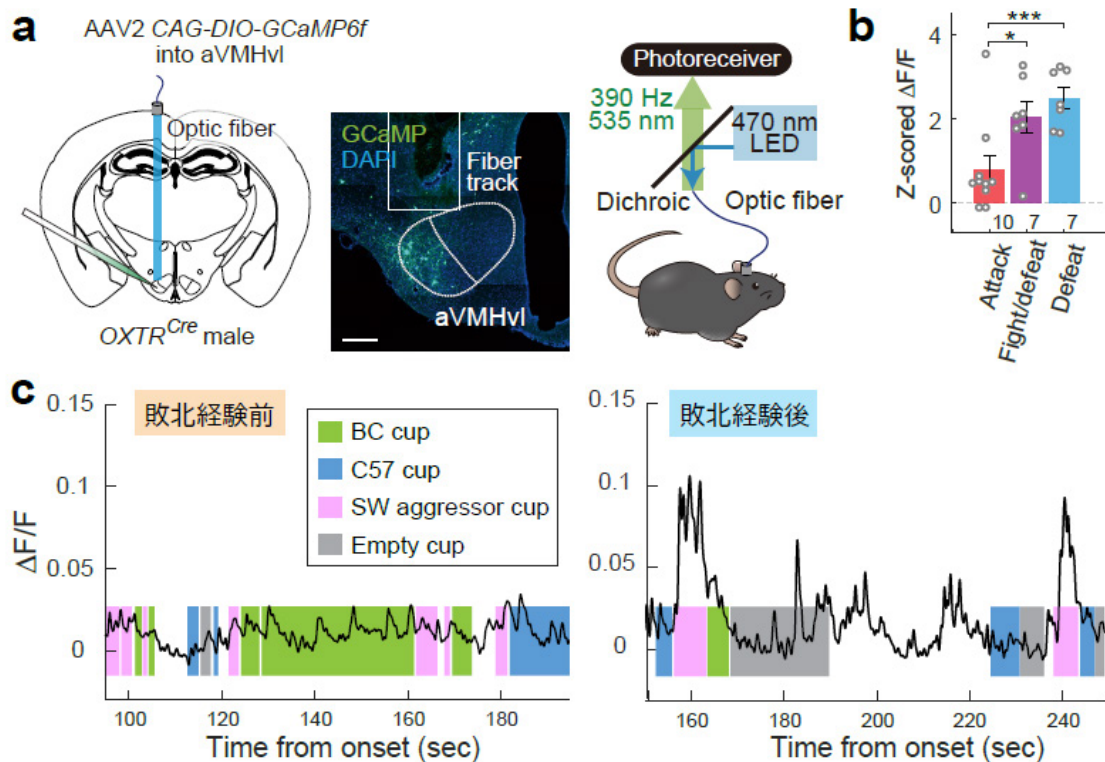 a
AAV2 CAG-DIO-GCaMP6f
into aVMHvl
Optic fiber
OXTRCre male
GCaMP
DAPI
Fiber
track
aVMHvl
Photoreceiver
390 Hz
535 nm
470 nm
LED
Dichroic
Optic fiber
b
Z-scored ΔF/F
4
2
0
***
*
10
7
7
Attack
Fight/defeat
Defeat
c
敗北経験前
BC cup
C57 cup
SW aggressor cup
Empty cup
ΔF/F
0.15
0.1
0.05
0
100
120
140
160
180
Time from onset (sec)
敗北経験後
0.15
0.1
0.05
0
160
180
200
220
240
Time from onset (sec)